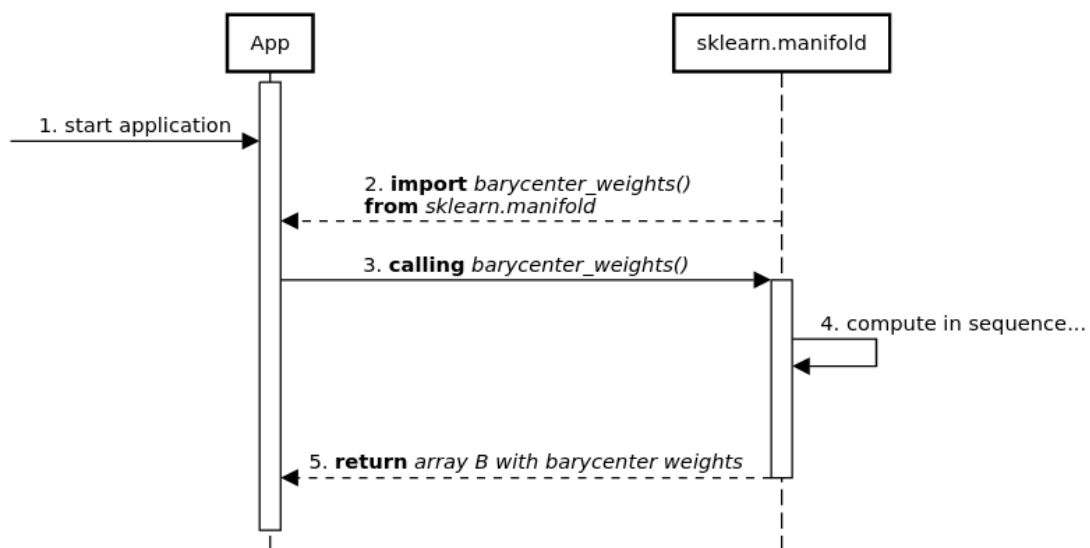 App
sklearn.manifold
1. start application
2. import barycenter_weights()
from sklearn.manifold
3. calling barycenter_weights()
4. compute in sequence...
5. return array B with barycenter weights